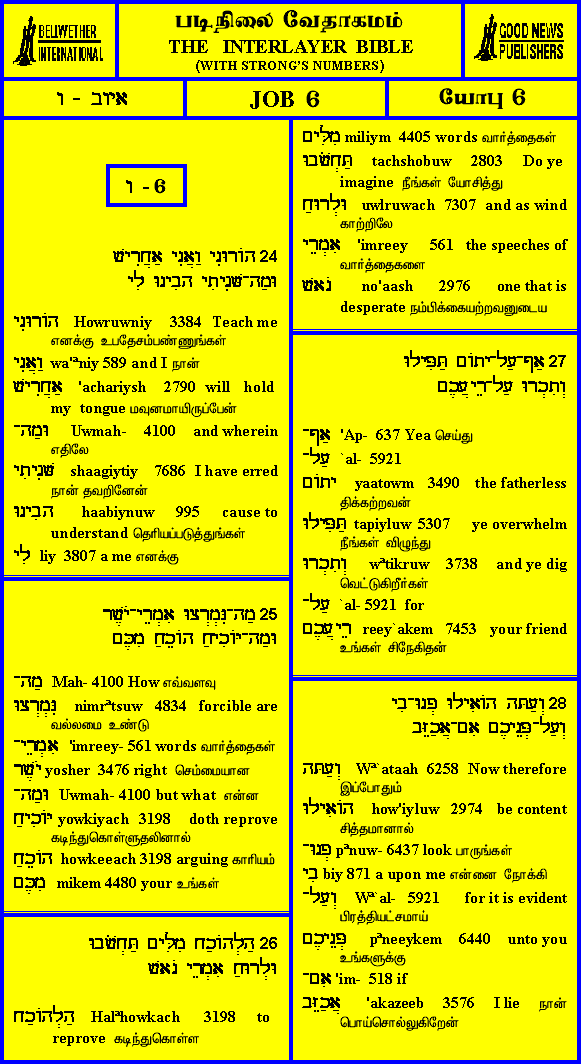 BELLWETHER
INTERNATIONAL
படிநிலை வேதாகமம்
THE INTERLAYER BIBLE
(WITH STRONG'S NUMBERS)
GOOD NEWS
PUBLISHERS
איוב - ו
JOB 6
யோபு 6
ו - 6
24 הוֹרוּנִי וַאֲנִי אַחֲרִישׁ
וּמַה־שָּׁגִיתִי הָבִינוּ לִי
הוֹרוּנִי Howruwniy 3384 Teach me
எனக்கு உபதேசம்பண்ணுங்கள்
וַאֲנִי wa'ªniy 589 and I நான்
אַחֲרִישׁ 'achariysh 2790 will hold
my tongue மவுனமாயிருப்பேன்
וּמַה־ Uwmah- 4100 and wherein
எதிலே
שָּׁגִיתִי shaagiytiy 7686 I have erred
நான் தவறினேன்
הָבִינוּ haabiynuw 995 cause to
understand தெரியப்படுத்துங்கள்
לִי liy 3807 a me எனக்கு
25 מַה־נִּמְרְצוּ אִמְרֵי־יֹשֶׁר
וּמַה־יּוֹכִיחַ הוֹכֵחַ מִכֶּם
מַה־ Mah- 4100 How எவ்வளவு
נִּמְרְצוּ nimrªtsuw 4834 forcible are
வல்லமை உண்டு
אִמְרֵי־ 'imreey- 561 words வார்த்தைகள்
יֹשֶׁר yosher 3476 right செம்மையான
וּמַה־ Uwmah- 4100 but what என்ன
יּוֹכִיחַ yowkiyach 3198 doth reprove
கடிந்துகொள்ளுதலினால்
הוֹכֵחַ howkeeach 3198 arguing காரியம்
מִכֶּם mikem 4480 your உங்கள்
26 הַלְהוֹכַח מִלִּים תַּחְשֹׁבוּ
וּלְרוּחַ אִמְרֵי נֹאָשׁ
הַלְהוֹכַח Halªhowkach 3198 to
reprove கடிந்துகொள்ள
מִלִּים miliym 4405 words வார்த்தைகள்
תַּחְשֹׁבוּ tachshobuw 2803 Do ye
imagine நீங்கள் யோசித்து
וּלְרוּחַ uwlruwach 7307 and as wind
காற்றிலே
אִמְרֵי 'imreey 561 the speeches of
வார்த்தைகளை
נֹאָשׁ no'aash 2976 one that is
desperate நம்பிக்கையற்றவனுடைய
27 אַף־עַל־יָתוֹם תַּפִּילוּ
וְתִכְרוּ עַל־רֵיעֲכֶם
אַף־ 'Ap- 637 Yea செய்து
עַל־ `al- 5921
יָתוֹם yaatowm 3490 the fatherless
திக்கற்றவன்
תַּפִּילוּ tapiyluw 5307 ye overwhelm
நீங்கள் விழுந்து
וְתִכְרוּ wªtikruw 3738 and ye dig
வெட்டுகிறீர்கள்
עַל־ `al- 5921 for
רֵיעֲכֶם reey`akem 7453 your friend
உங்கள் சிநேகிதன்
28 וְעַתָּה הוֹאִילוּ פְנוּ־בִי
וְעַל־פְּנֵיכֶם אִם־אֲכַזֵּב
וְעַתָּה Wª`ataah 6258 Now therefore
இப்போதும்
הוֹאִילוּ how'iyluw 2974 be content
சித்தமானால்
פְנוּ־ pªnuw- 6437 look பாருங்கள்
בִי biy 871 a upon me என்னை நோக்கி
וְעַל־ Wª`al- 5921 for it is evident
பிரத்தியட்சமாய்
פְּנֵיכֶם pªneeykem 6440 unto you
உங்களுக்கு
אִם־ 'im- 518 if
אֲכַזֵּב 'akazeeb 3576 I lie நான்
பொய்சொல்லுகிறேன்